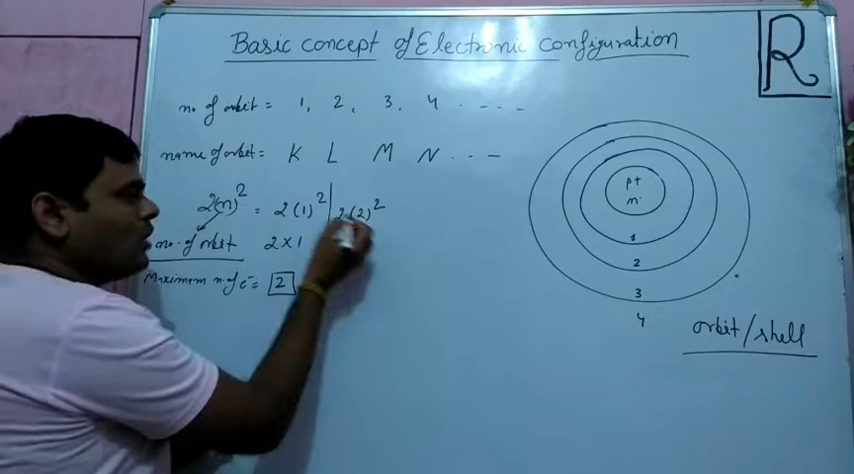 Basic concept of Electronic configuration
R
no. of orbit = 1, 2, 3, 4 - - - -
name of orbit = K L M N - - -
2(n)² = 2(1)² | 2(2)²
no. of orbit 2×1
Maximum n. of e⁻ = 2
p+
n.
1
2
3
4
orbit/shell